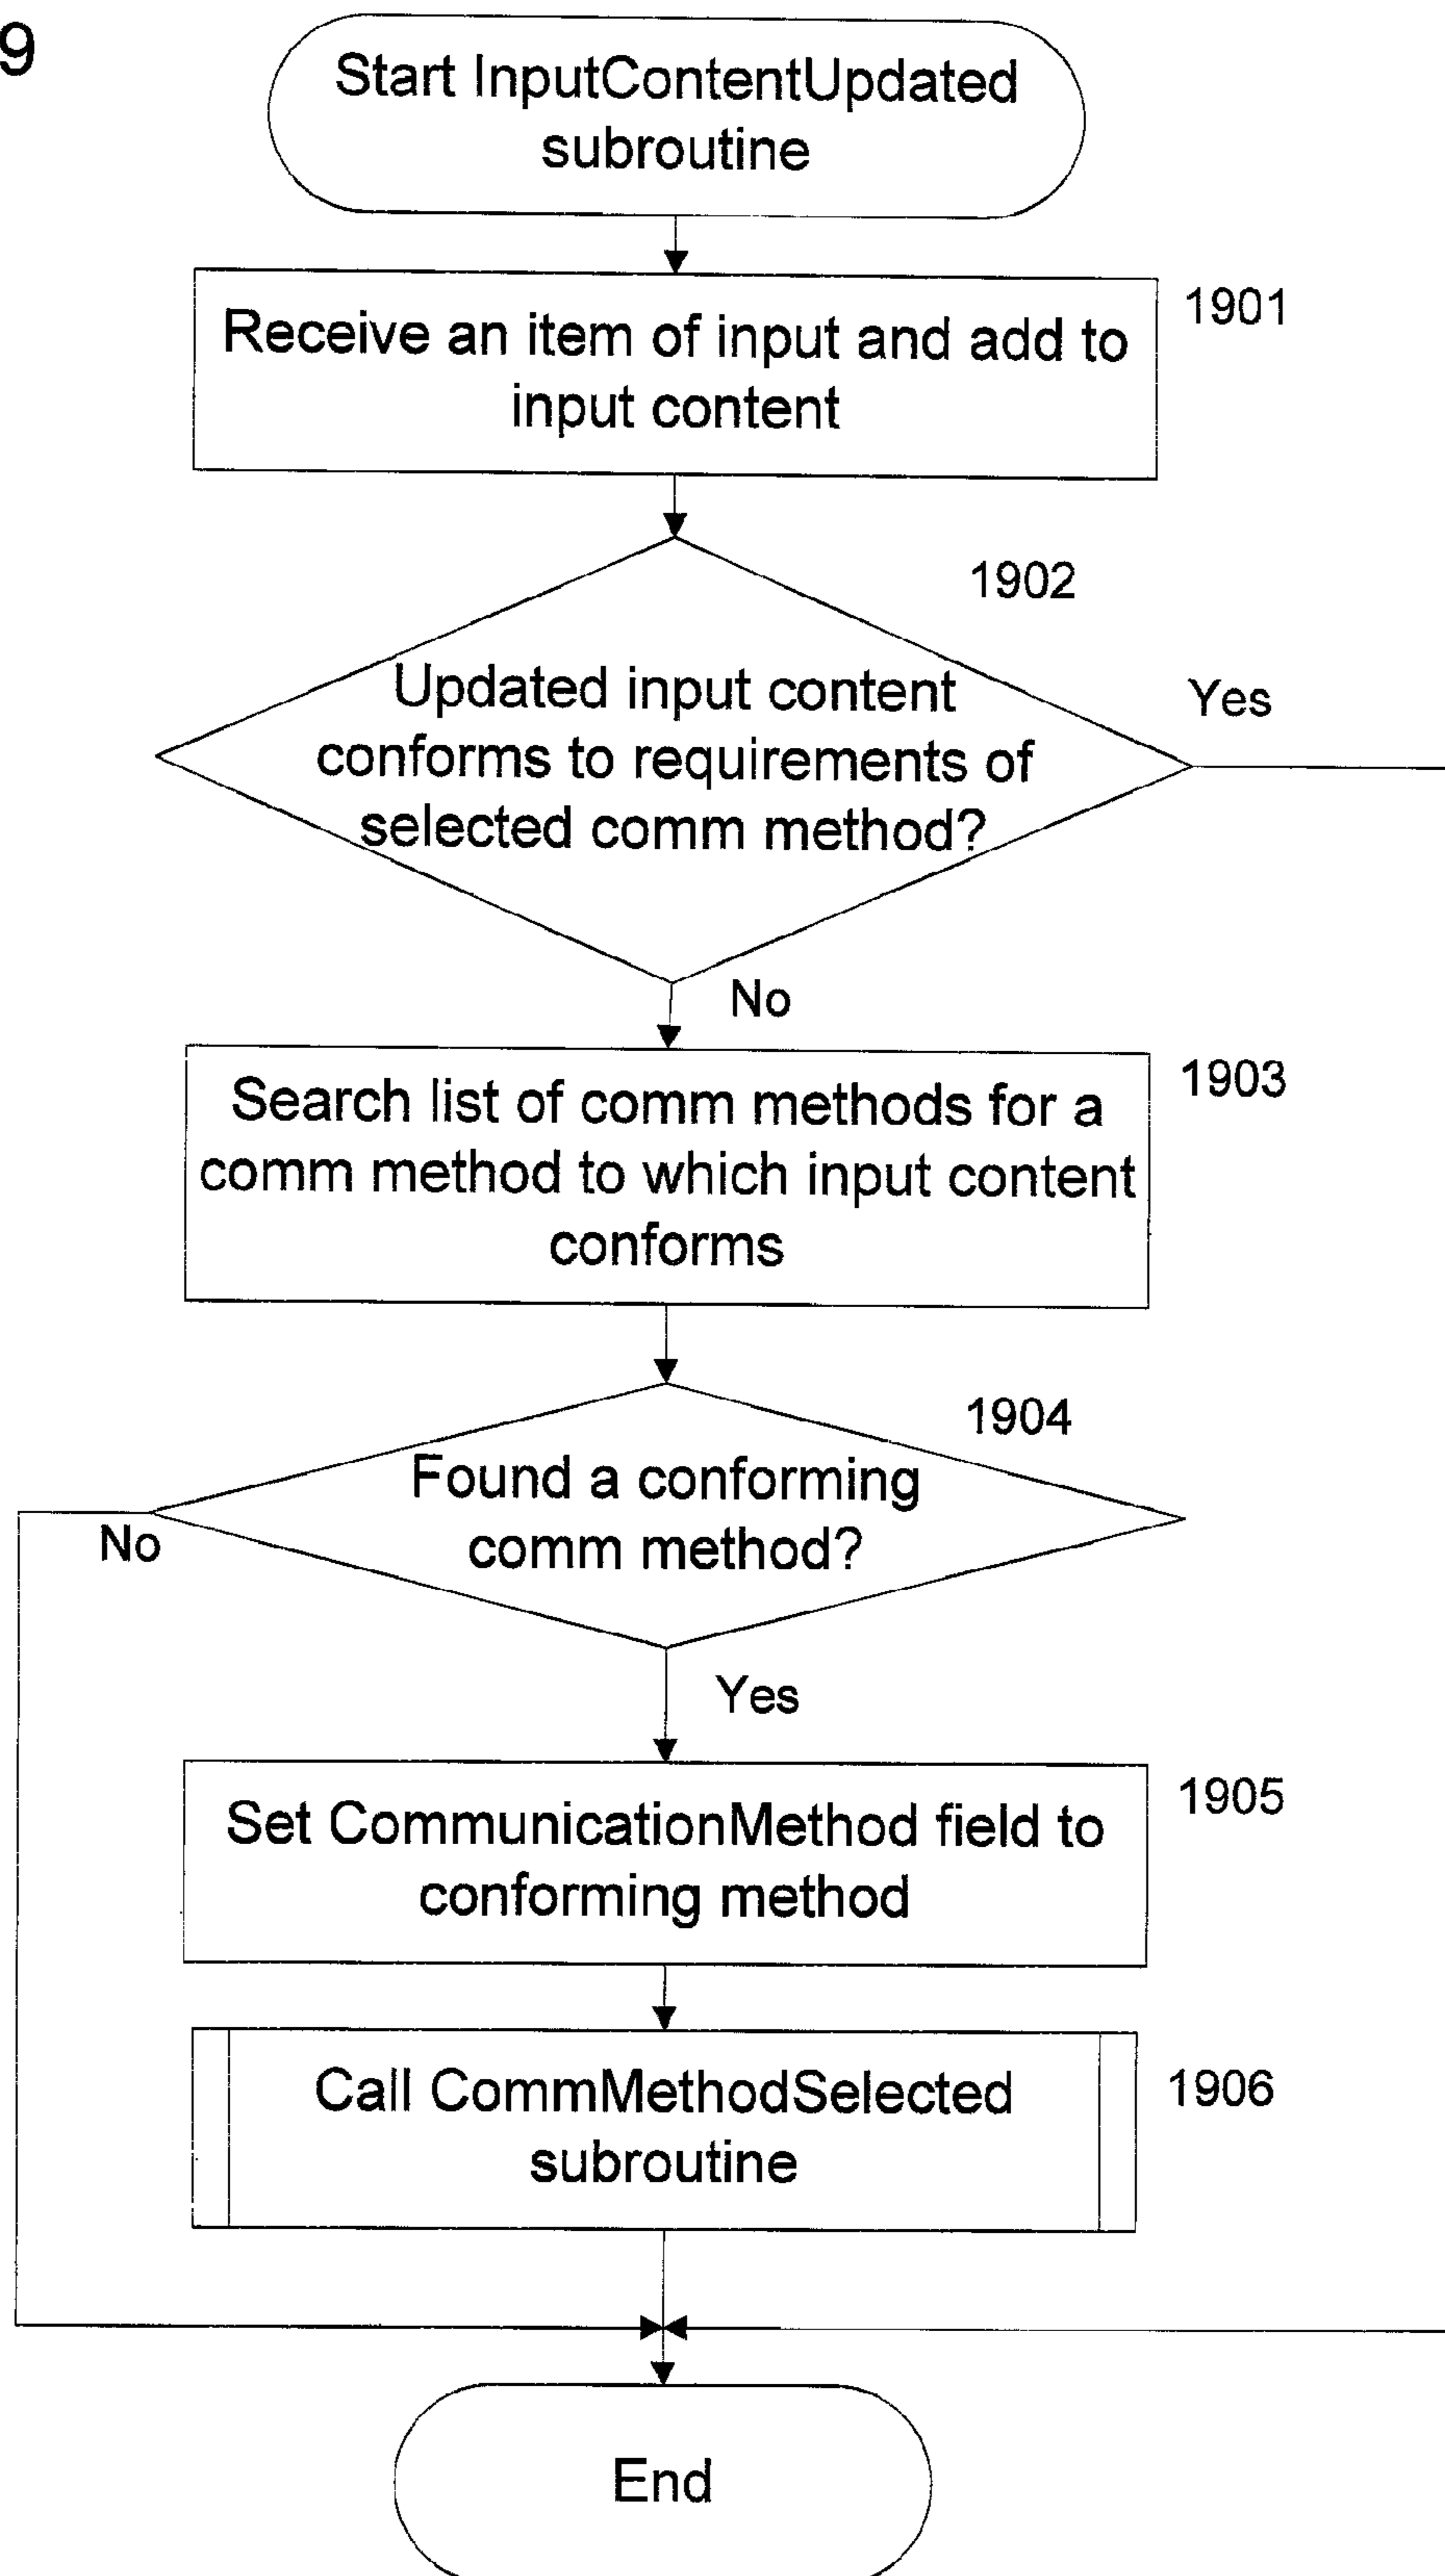 9
Start InputContentUpdated
subroutine
1901
Receive an item of input and add to
input content
1902
Updated input content
conforms to requirements of
selected comm method?
Yes
No
1903
Search list of comm methods for a
comm method to which input content
conforms
1904
Found a conforming
comm method?
No
Yes
1905
Set CommunicationMethod field to
conforming method
1906
Call CommMethodSelected
subroutine
End